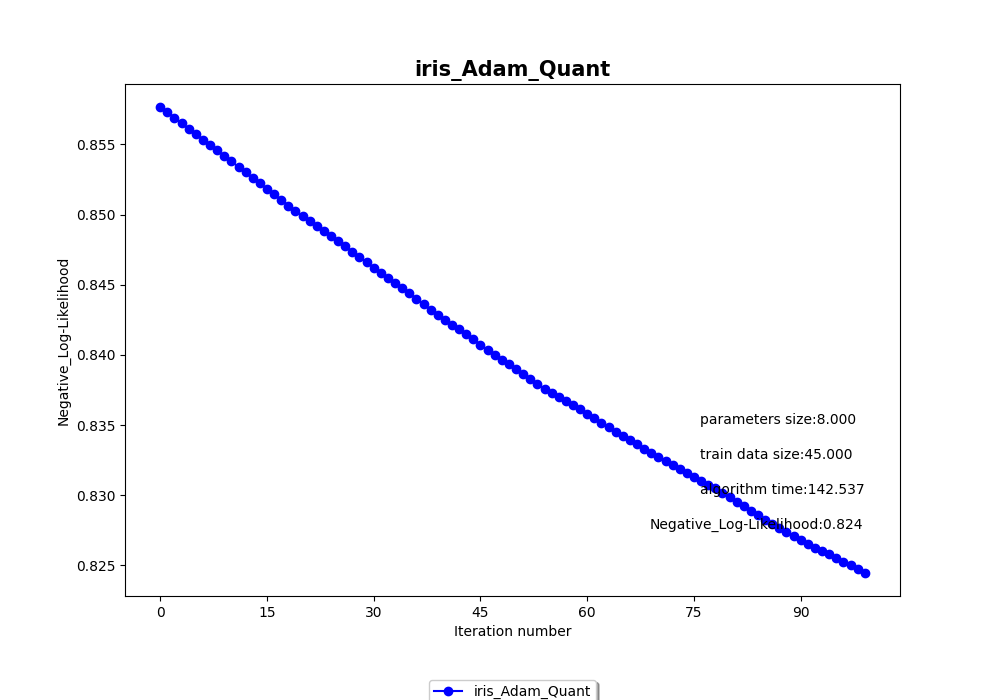 iris_Adam_Quant
0.855
0.850
0.845
0.840
0.835
0.830
0.825
Negative_Log-Likelihood
parameters size:8.000
train data size:45.000
algorithm time:142.537
Negative_Log-Likelihood:0.824
0 15 30 45 60 75 90
Iteration number
iris_Adam_Quant